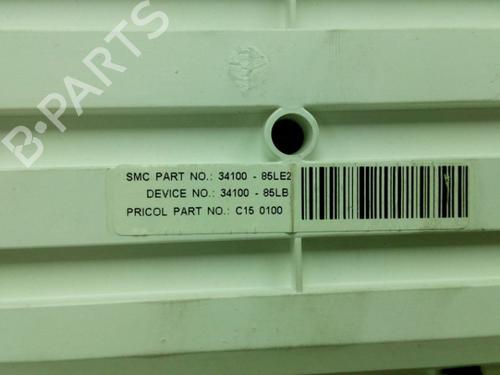 B-PARTS
SMC PART NO.: 34100 - 85LE2
DEVICE NO.: 34100 - 85LB
PRICOL PART NO.: C15 0100